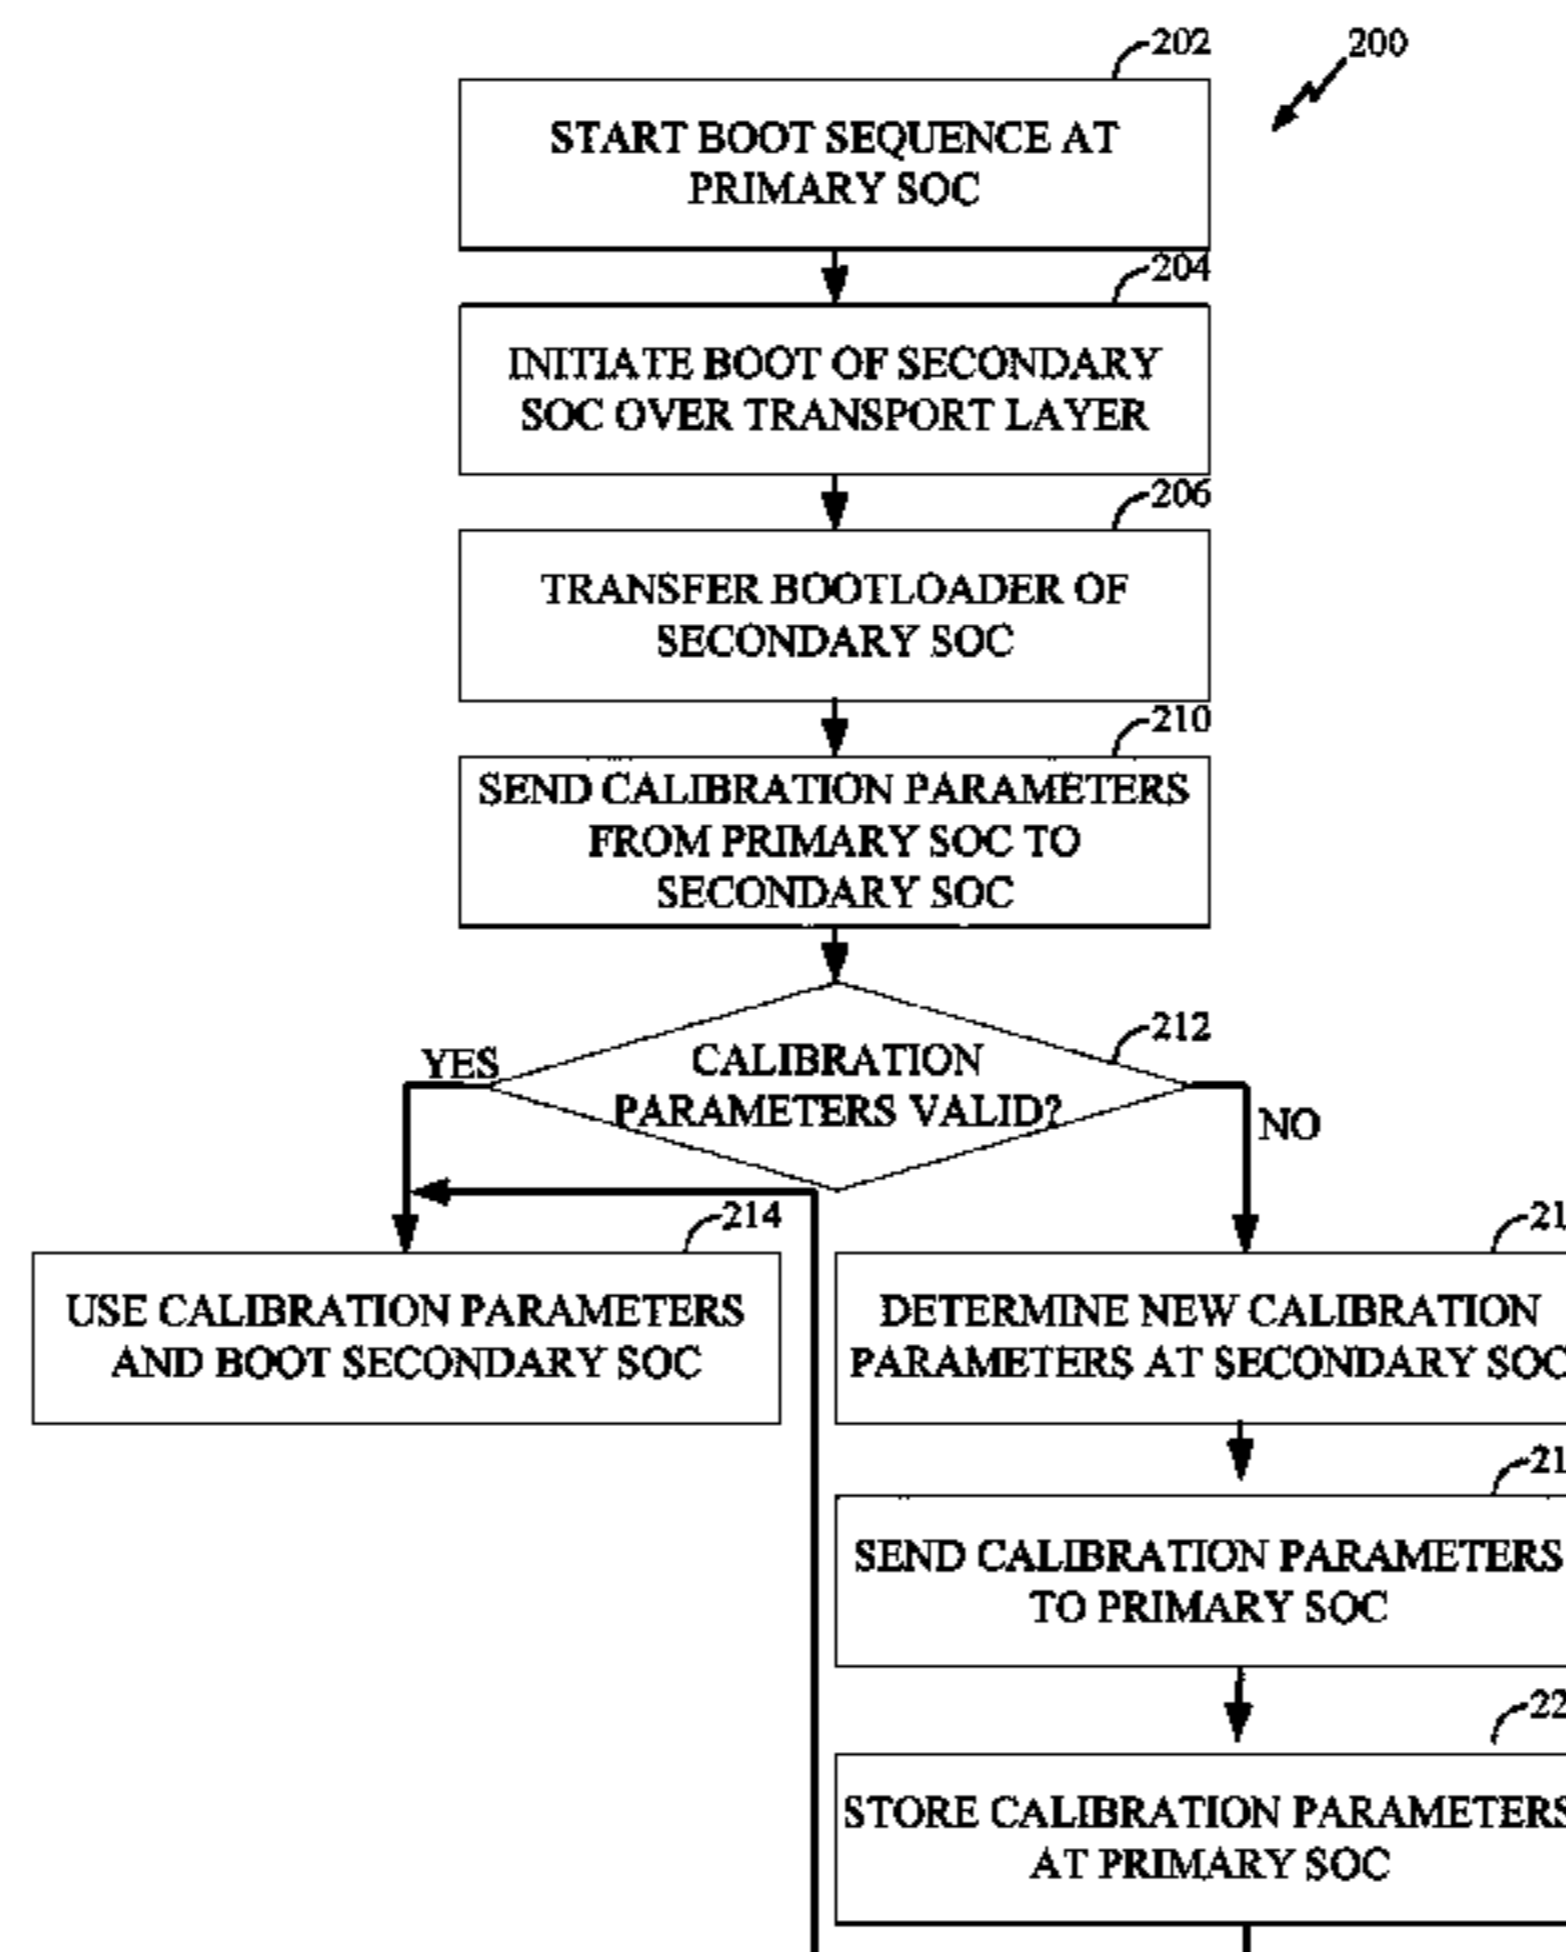 202
200
START BOOT SEQUENCE AT
PRIMARY SOC
204
INITIATE BOOT OF SECONDARY
SOC OVER TRANSPORT LAYER
206
TRANSFER BOOTLOADER OF
SECONDARY SOC
210
SEND CALIBRATION PARAMETERS
FROM PRIMARY SOC TO
SECONDARY SOC
212
YES
CALIBRATION
PARAMETERS VALID?
NO
214
USE CALIBRATION PARAMETERS
AND BOOT SECONDARY SOC
DETERMINE NEW CALIBRATION
PARAMETERS AT SECONDARY SOC
SEND CALIBRATION PARAMETERS
TO PRIMARY SOC
STORE CALIBRATION PARAMETERS
AT PRIMARY SOC